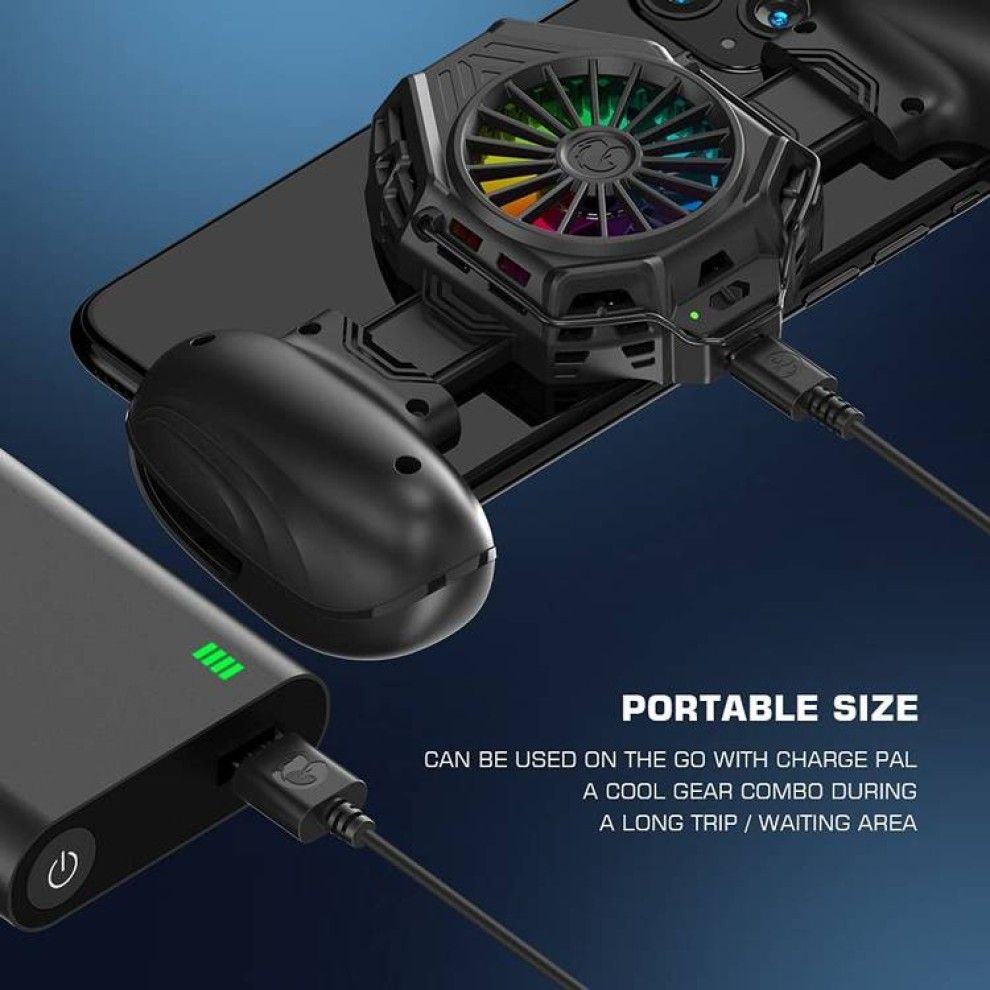 PORTABLE SIZE
CAN BE USED ON THE GO WITH CHARGE PAL
A COOL GEAR COMBO DURING
A LONG TRIP / WAITING AREA